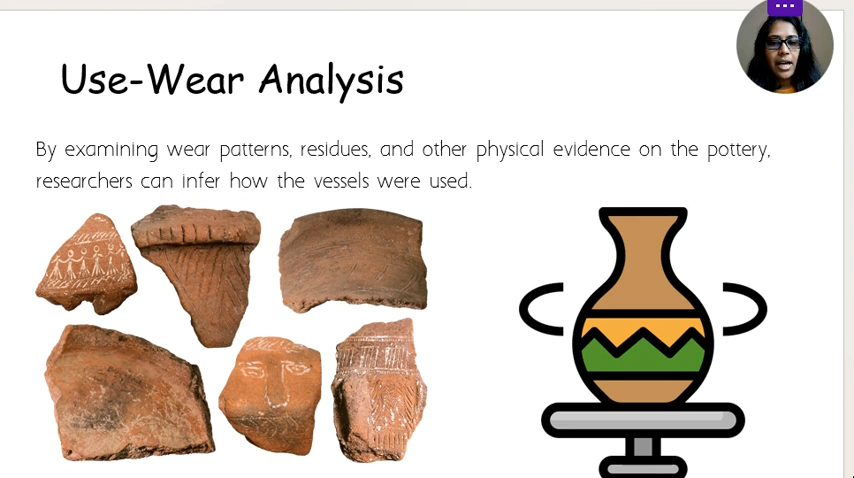 Use-Wear Analysis
By examining wear patterns, residues, and other physical evidence on the pottery,
researchers can infer how the vessels were used.